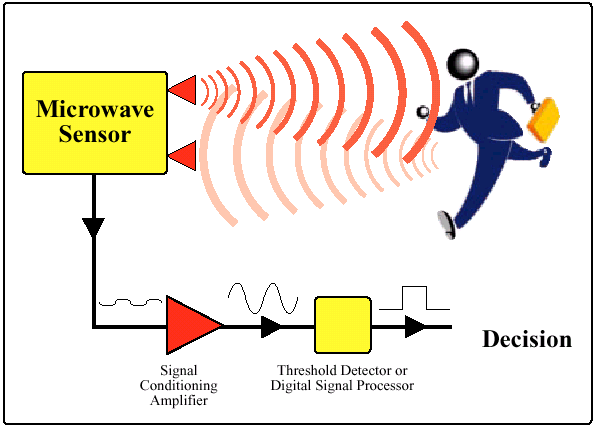 Microwave
Sensor
Decision
Signal
Conditioning
Amplifier
Threshold Detector or
Digital Signal Processor